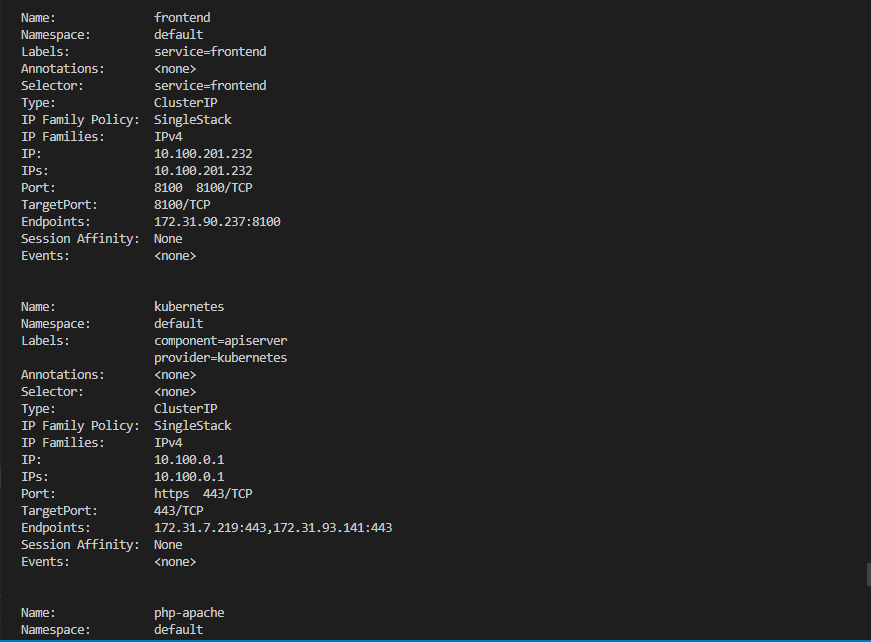 Name: frontend
Namespace: default
Labels: service=frontend
Annotations: <none>
Selector: service=frontend
Type: ClusterIP
IP Family Policy: SingleStack
IP Families: IPv4
IP: 10.100.201.232
IPs: 10.100.201.232
Port: 8100 8100/TCP
TargetPort: 8100/TCP
Endpoints: 172.31.90.237:8100
Session Affinity: None
Events: <none>
Name: kubernetes
Namespace: default
Labels: component=apiserver
provider=kubernetes
Annotations: <none>
Selector: <none>
Type: ClusterIP
IP Family Policy: SingleStack
IP Families: IPv4
IP: 10.100.0.1
IPs: 10.100.0.1
Port: https 443/TCP
TargetPort: 443/TCP
Endpoints: 172.31.7.219:443,172.31.93.141:443
Session Affinity: None
Events: <none>
Name: php-apache
Namespace: default